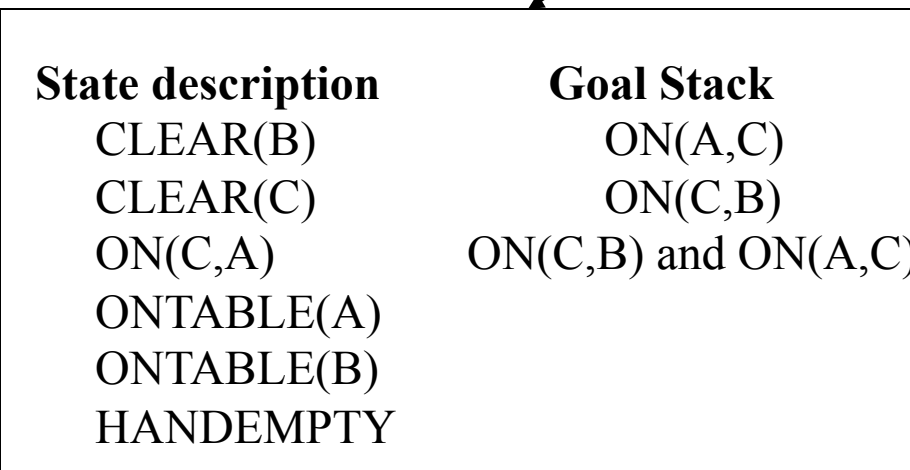 State description Goal Stack
CLEAR(B) ON(A,C)
CLEAR(C) ON(C,B)
ON(C,A) ON(C,B) and ON(A,C)
ONTABLE(A)
ONTABLE(B)
HANDEMPTY